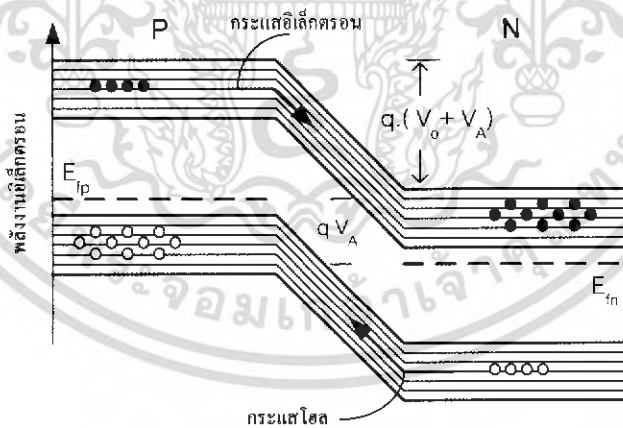 P
กระแสอิเล็กตรอน
N
q.(V₀ + V_A)
พลังงานอิเล็กตรอน
E_fp
q V_A
E_fn
กระแสโฮล